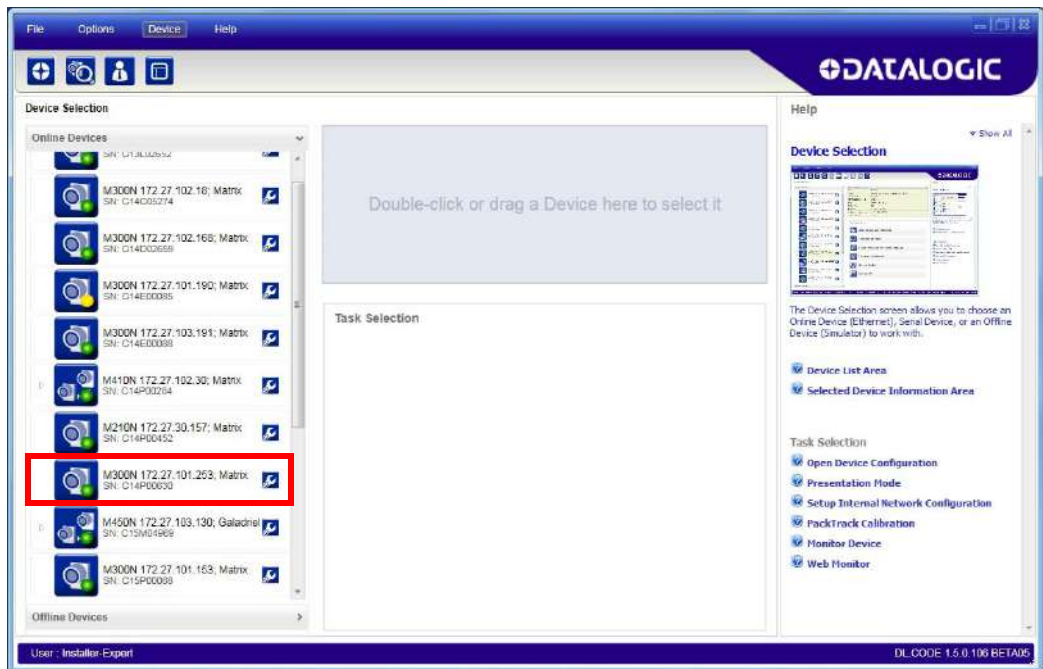 File Options Device Help
DATALOGIC
Device Selection
Online Devices
SN: C13L02652
M300N 172.27.102.18; Matrix
SN: C14C05274
M300N 172.27.102.168; Matrix
SN: C14D02699
M300N 172.27.101.190; Matrix
SN: C14E00085
M300N 172.27.103.191; Matrix
SN: C14E00088
M410N 172.27.102.30; Matrix
SN: C14P00264
M210N 172.27.30.157; Matrix
SN: C14P00452
M300N 172.27.101.253; Matrix
SN: C14P00630
M450N 172.27.103.130; Galadriel
SN: C15M04969
M300N 172.27.101.163; Matrix
SN: C15P00088
Offline Devices
Double-click or drag a Device here to select it
Task Selection
Help
Show All
Device Selection
DATALOGIC
The Device Selection screen allows you to choose an
Online Device (Ethernet), Serial Device, or an Offline
Device (Simulator) to work with.
Device List Area
Selected Device Information Area
Task Selection
Open Device Configuration
Presentation Mode
Setup Internal Network Configuration
PackTrack Calibration
Monitor Device
Web Monitor
User : Installer-Expert
DL.CODE 1.5.0.106 BETA05